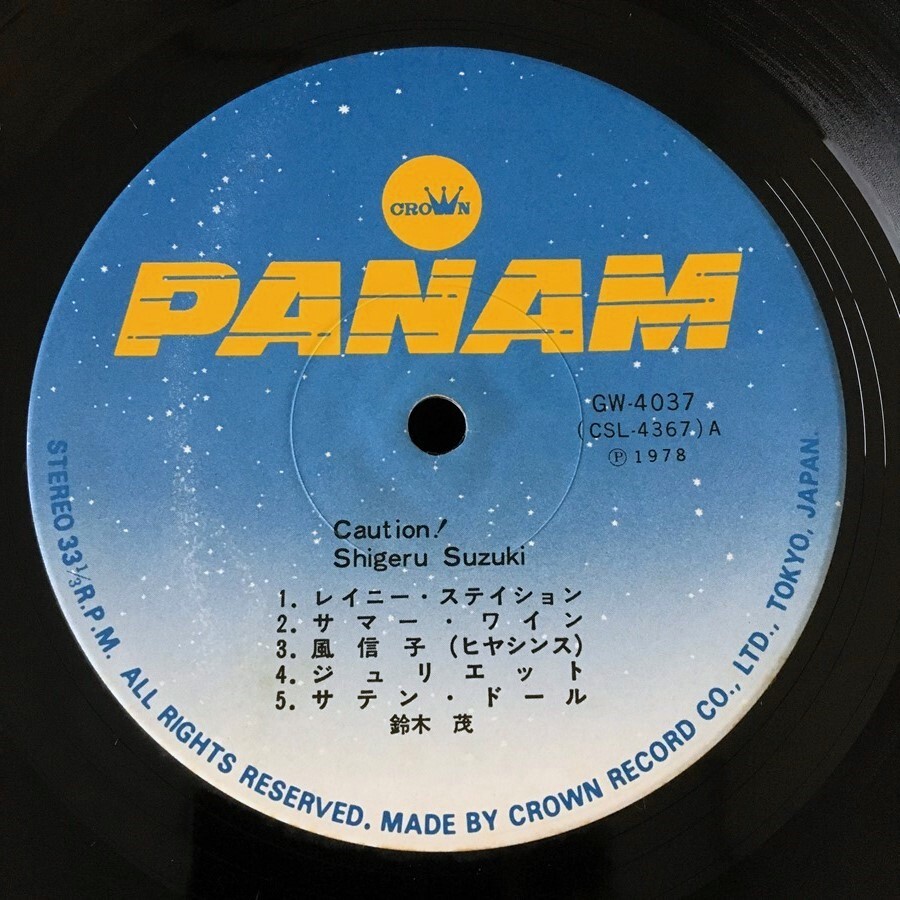 CROWN
PANAM
GW-4037
(CSL-4367)A
Ⓟ 1978
Caution!
Shigeru Suzuki
1. レイニー・ステイション
2. サマー・ワイン
3. 風信子(ヒヤシンス)
4. ジュリエット
5. サテン・ドール
鈴木 茂
STEREO 33 1/3 R.P.M. ALL RIGHTS RESERVED. MADE BY CROWN RECORD CO., LTD., TOKYO, JAPAN.